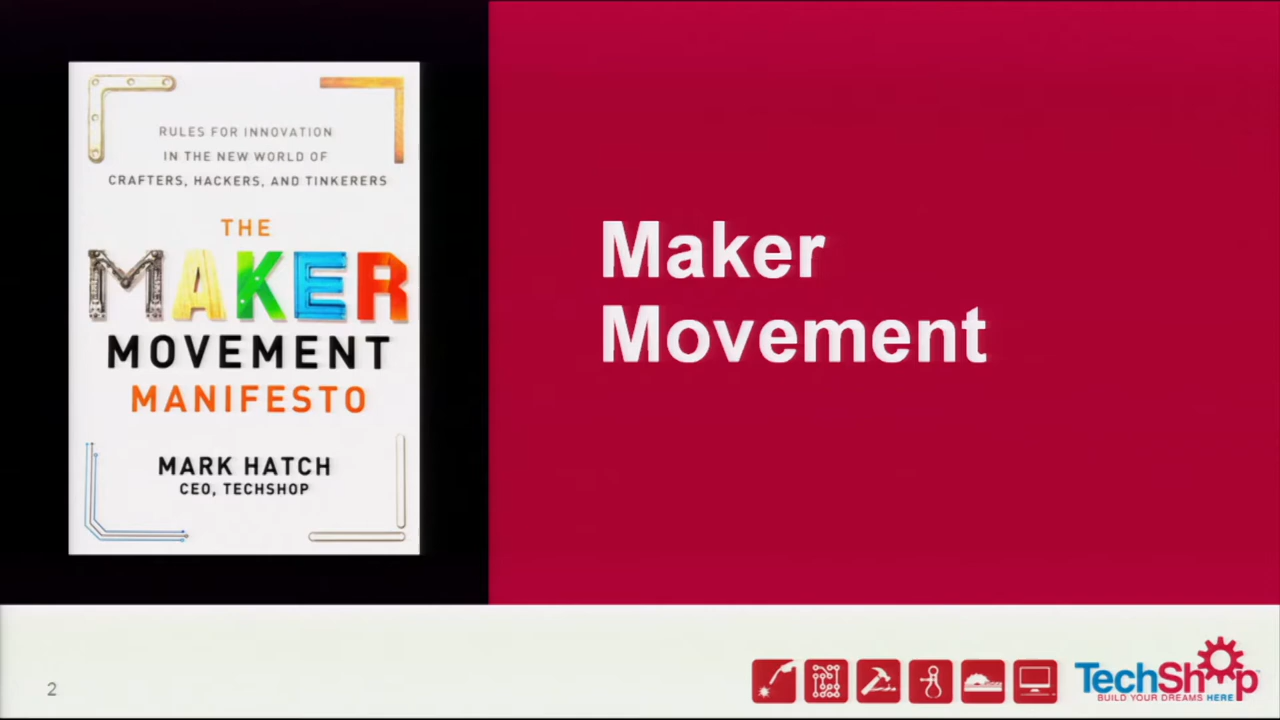 RULES FOR INNOVATION
IN THE NEW WORLD OF
CRAFTERS, HACKERS, AND TINKERERS
THE
MAKER
MOVEMENT
MANIFESTO
MARK HATCH
CEO, TECHSHOP
Maker
Movement
2
TechShop
BUILD YOUR DREAMS HERE